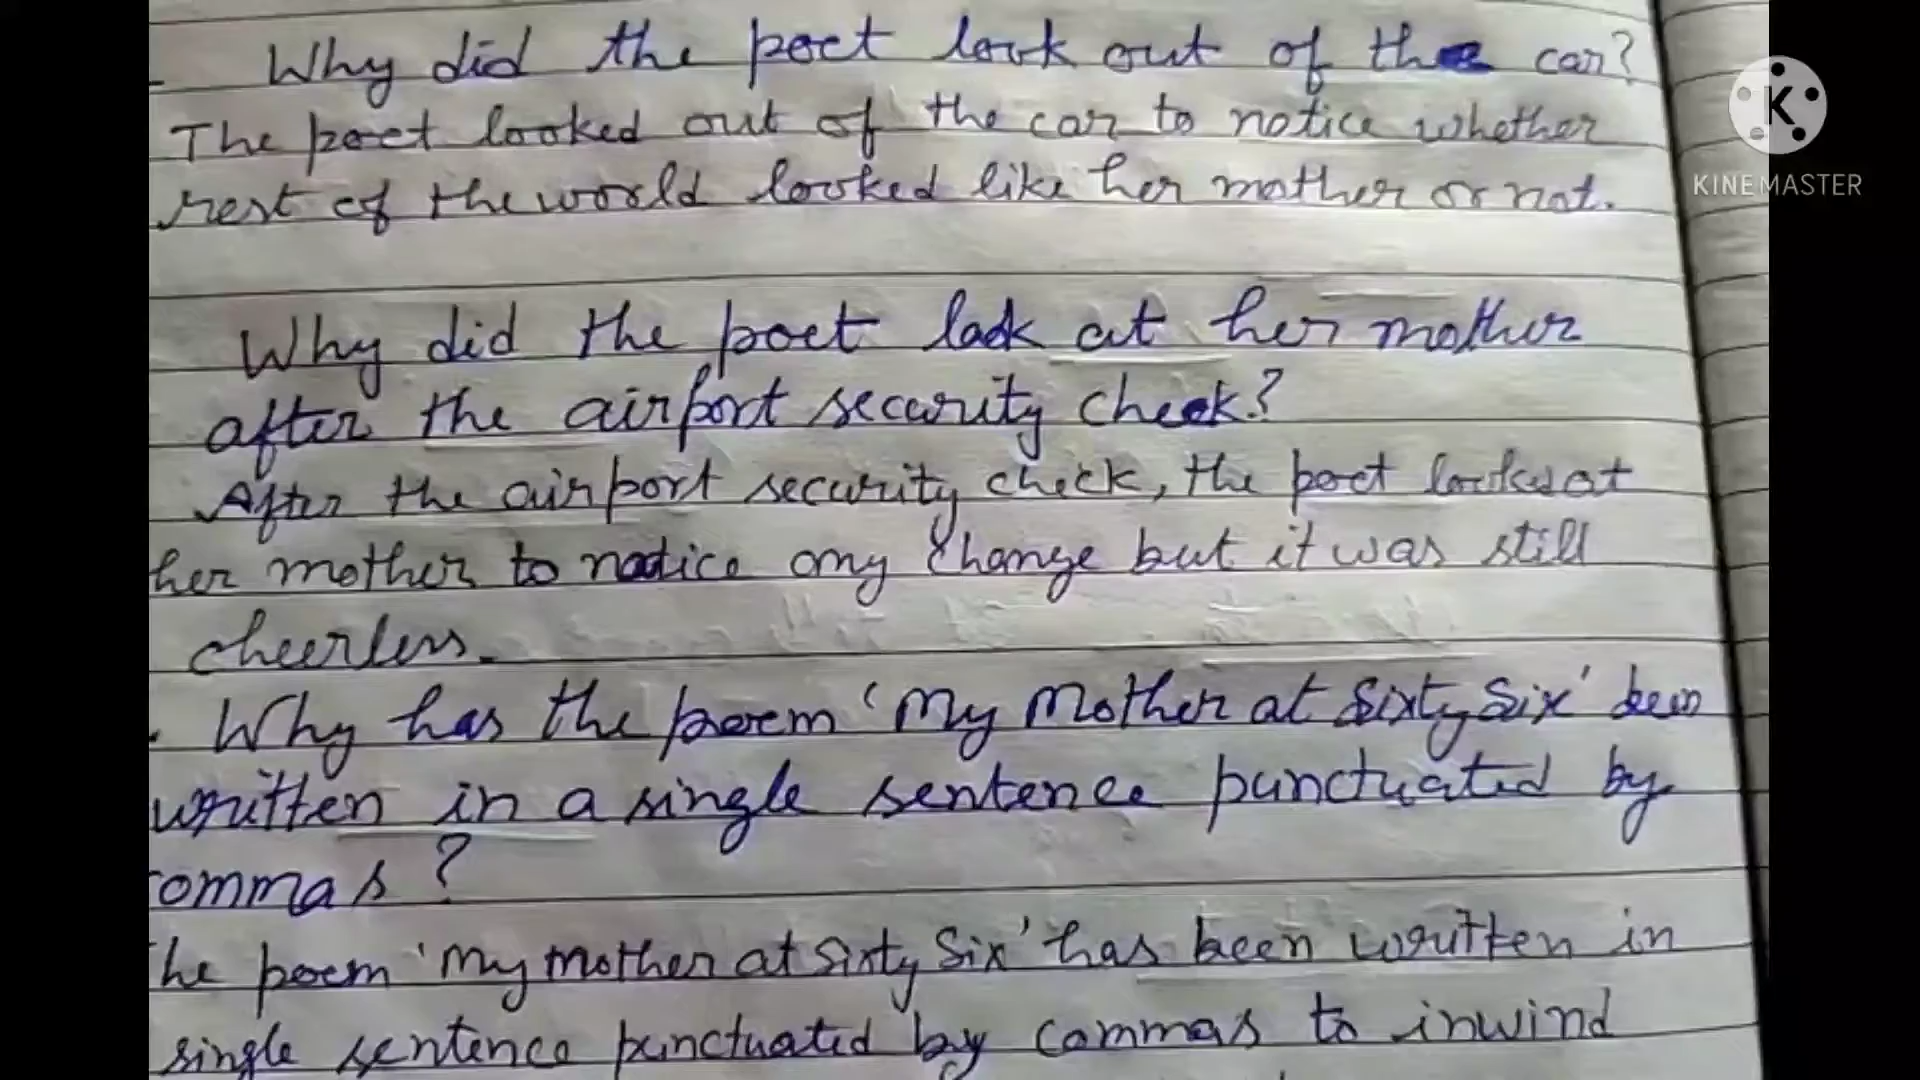 Why did the poet look out of the car?
The poet looked out of the car to notice whether
rest of the world looked like her mother or not.
Why did the poet look at her mother
after the airport security check?
After the airport security check, the poet looked at
her mother to notice any change but it was still
cheerless.
Why has the poem 'My Mother at Sixty Six' been
written in a single sentence punctuated by
ommas?
he poem 'My mother at Sixty Six' has been written in
single sentence punctuated by commas to inwind
KINEMASTER